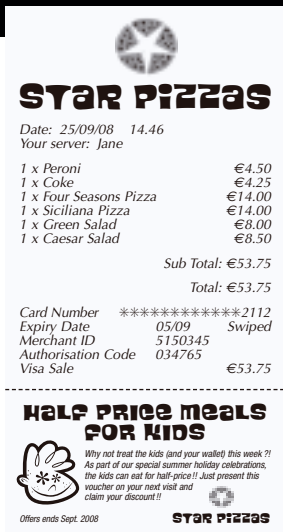 STAR PIZZAS
Date: 25/09/08 14.46
Your server: Jane
1 x Peroni €4.50
1 x Coke €4.25
1 x Four Seasons Pizza €14.00
1 x Siciliana Pizza €14.00
1 x Green Salad €8.00
1 x Caesar Salad €8.50
Sub Total: €53.75
Total: €53.75
Card Number ************2112
Expiry Date 05/09 Swiped
Merchant ID 5150345
Authorisation Code 034765
Visa Sale €53.75
HALF PRICE MEALS
FOR KIDS
Why not treat the kids (and your wallet) this week ?!
As part of our special summer holiday celebrations,
the kids can eat for half-price!! Just present this
voucher on your next visit and
claim your discount!!
Offers ends Sept. 2008
STAR PIZZAS